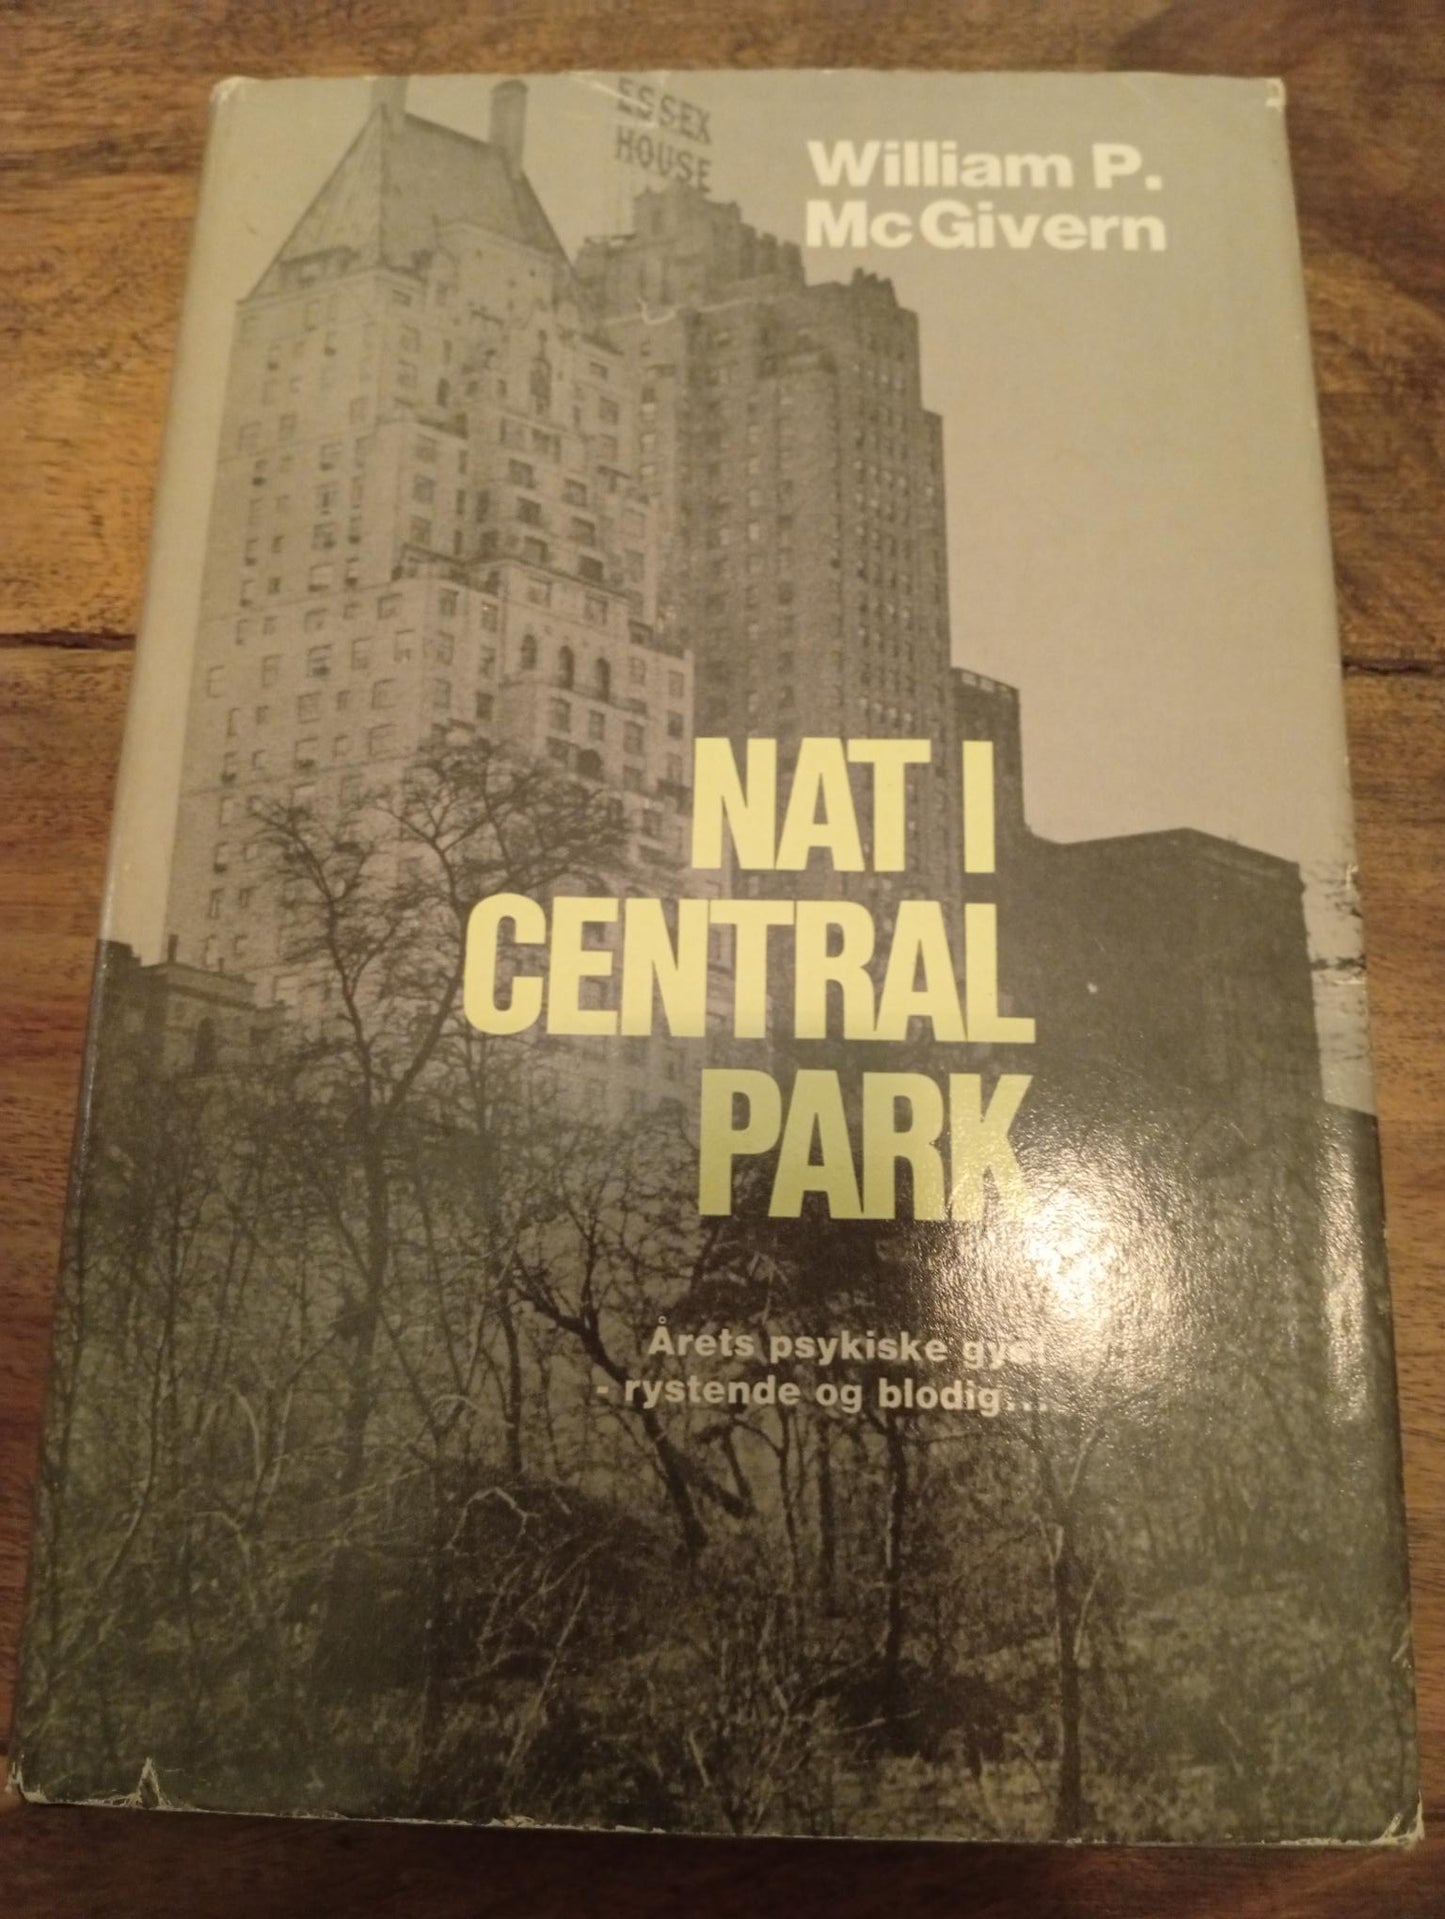 ESSEX
HOUSE
William P.
McGivern
NAT I
CENTRAL
PARK
Årets psykiske
- rystende og blodig...